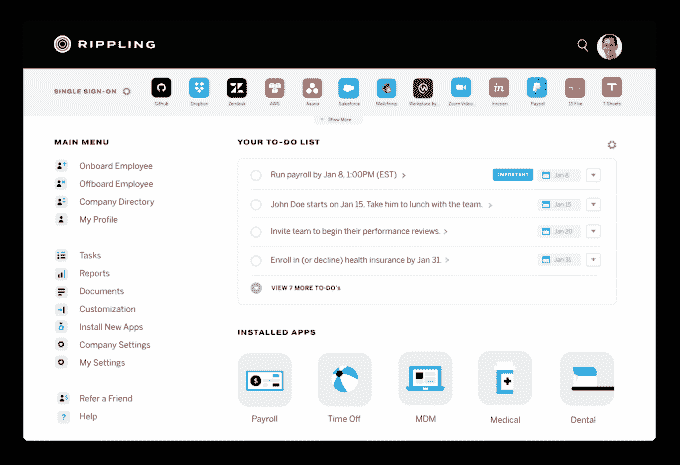 RIPPLING
SINGLE SIGN-ON
Github
Dropbox
Zendesk
AWS
Asana
Salesforce
Mailchimp
Workplace by
Zoom Video
Invision
Paypal
15 Five
T-Sheets
Show More
MAIN MENU
Onboard Employee
Offboard Employee
Company Directory
My Profile
Tasks
Reports
Documents
Customization
Install New Apps
Company Settings
My Settings
Refer a Friend
Help
YOUR TO-DO LIST
Run payroll by Jan 8, 1:00PM (EST) >
IMPORTANT
Jan 8
John Doe starts on Jan 15. Take him to lunch with the team. >
Jan 15
Invite team to begin their performance reviews. >
Jan 20
Enroll in (or decline) health insurance by Jan 31. >
Jan 31
VIEW 7 MORE TO-DO's
INSTALLED APPS
Payroll
Time Off
MDM
Medical
Dental